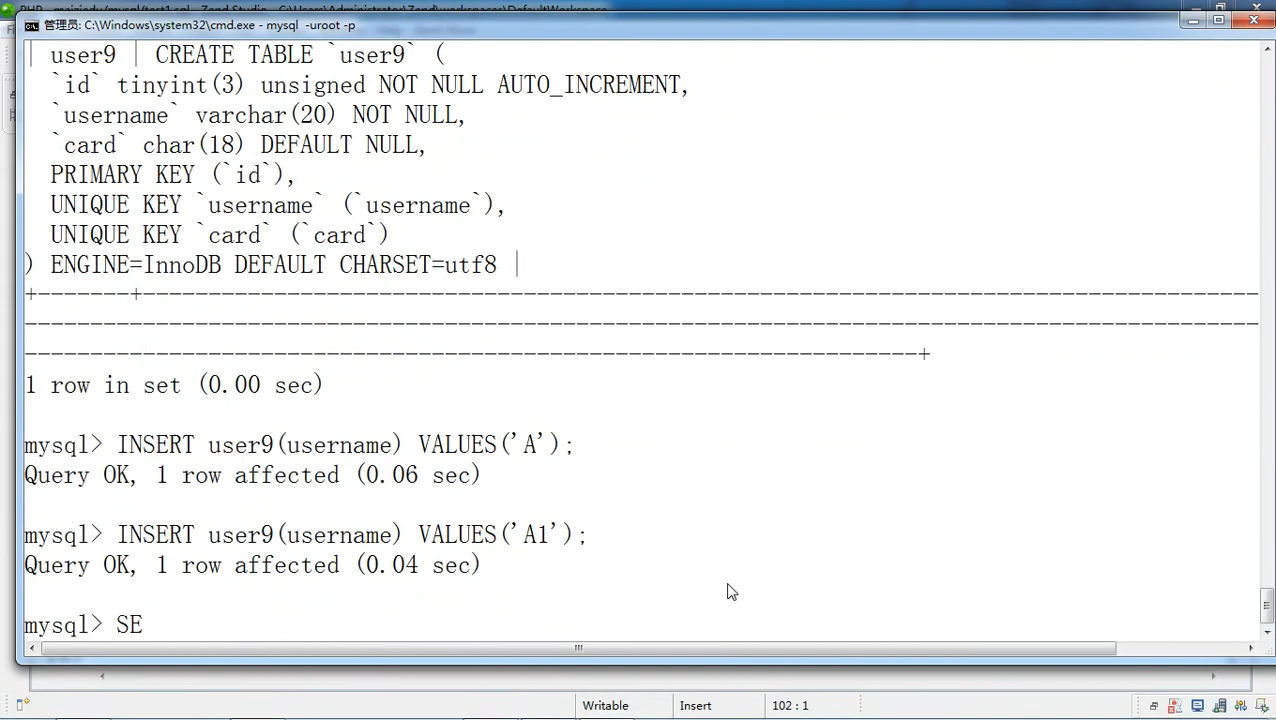 管理员: C:\Windows\system32\cmd.exe - mysql  -uroot -p
| user9 | CREATE TABLE `user9` (
`id` tinyint(3) unsigned NOT NULL AUTO_INCREMENT,
`username` varchar(20) NOT NULL,
`card` char(18) DEFAULT NULL,
PRIMARY KEY (`id`),
UNIQUE KEY `username` (`username`),
UNIQUE KEY `card` (`card`)
) ENGINE=InnoDB DEFAULT CHARSET=utf8 |
1 row in set (0.00 sec)
mysql> INSERT user9(username) VALUES('A');
Query OK, 1 row affected (0.06 sec)
mysql> INSERT user9(username) VALUES('A1');
Query OK, 1 row affected (0.04 sec)
mysql> SE
Writable
Insert
102 : 1